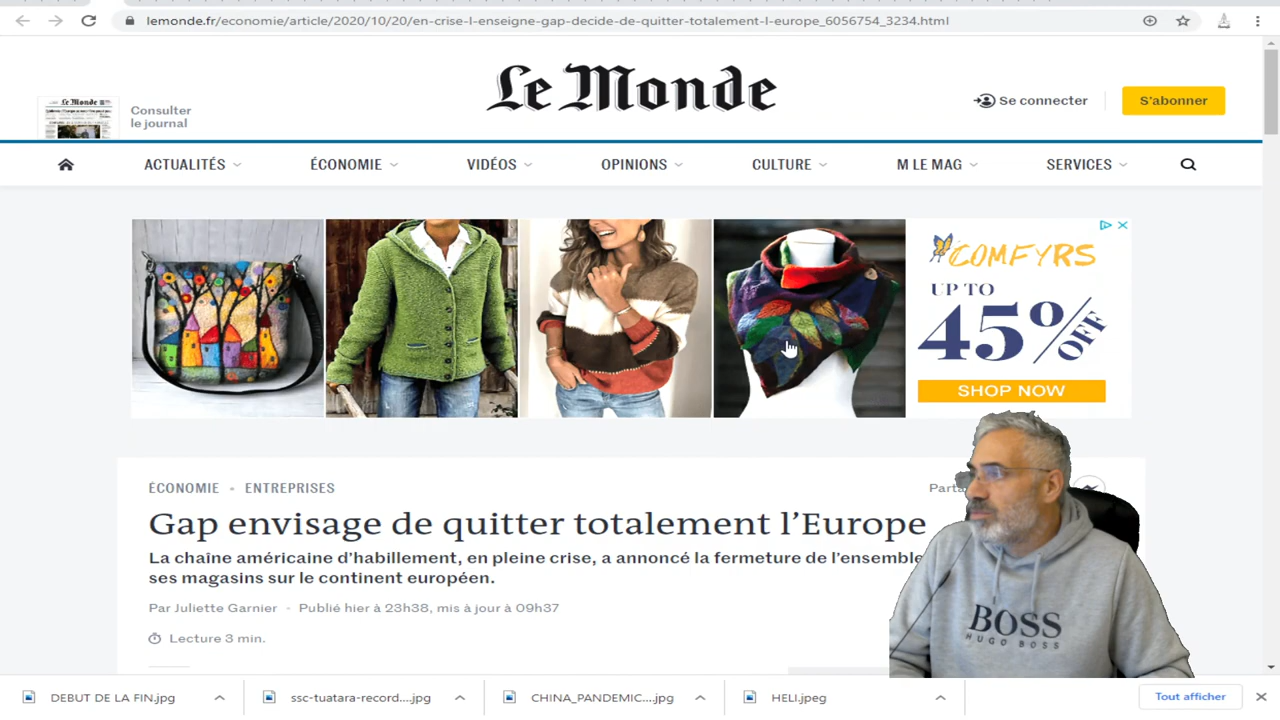 lemonde.fr/economie/article/2020/10/20/en-crise-l-enseigne-gap-decide-de-quitter-totalement-l-europe_6056754_3234.html
Le Monde
Consulter
le journal
Se connecter
S'abonner
ACTUALITÉS
ÉCONOMIE
VIDÉOS
OPINIONS
CULTURE
M LE MAG
SERVICES
COMFYRS
UP TO
45% OFF
SHOP NOW
ÉCONOMIE - ENTREPRISES
Gap envisage de quitter totalement l'Europe
La chaîne américaine d'habillement, en pleine crise, a annoncé la fermeture de l'ensemble
ses magasins sur le continent européen.
Par Juliette Garnier - Publié hier à 23h38, mis à jour à 09h37
Lecture 3 min.
BOSS
HUGO BOSS
DEBUT DE LA FIN.jpg
ssc-tuatara-record....jpg
CHINA_PANDEMIC....jpg
HELI.jpeg
Tout afficher